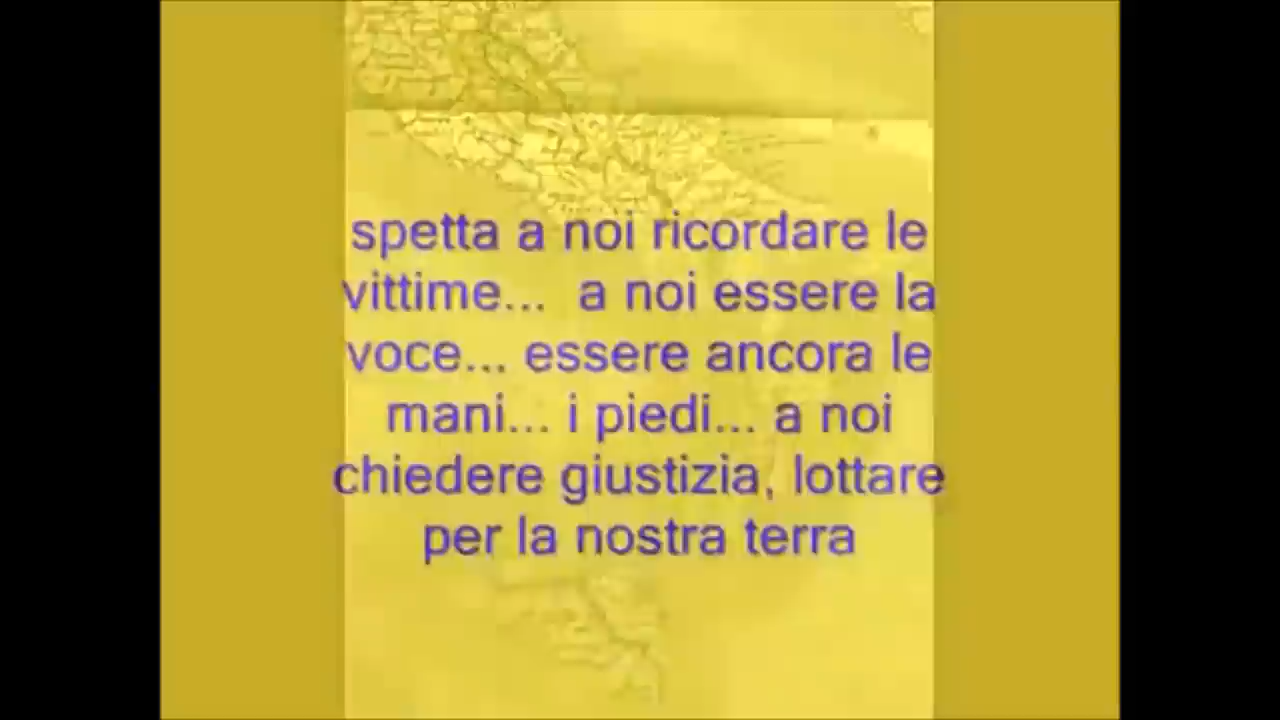 spetta a noi ricordare le
vittime... a noi essere la
voce... essere ancora le
mani... i piedi... a noi
chiedere giustizia, lottare
per la nostra terra